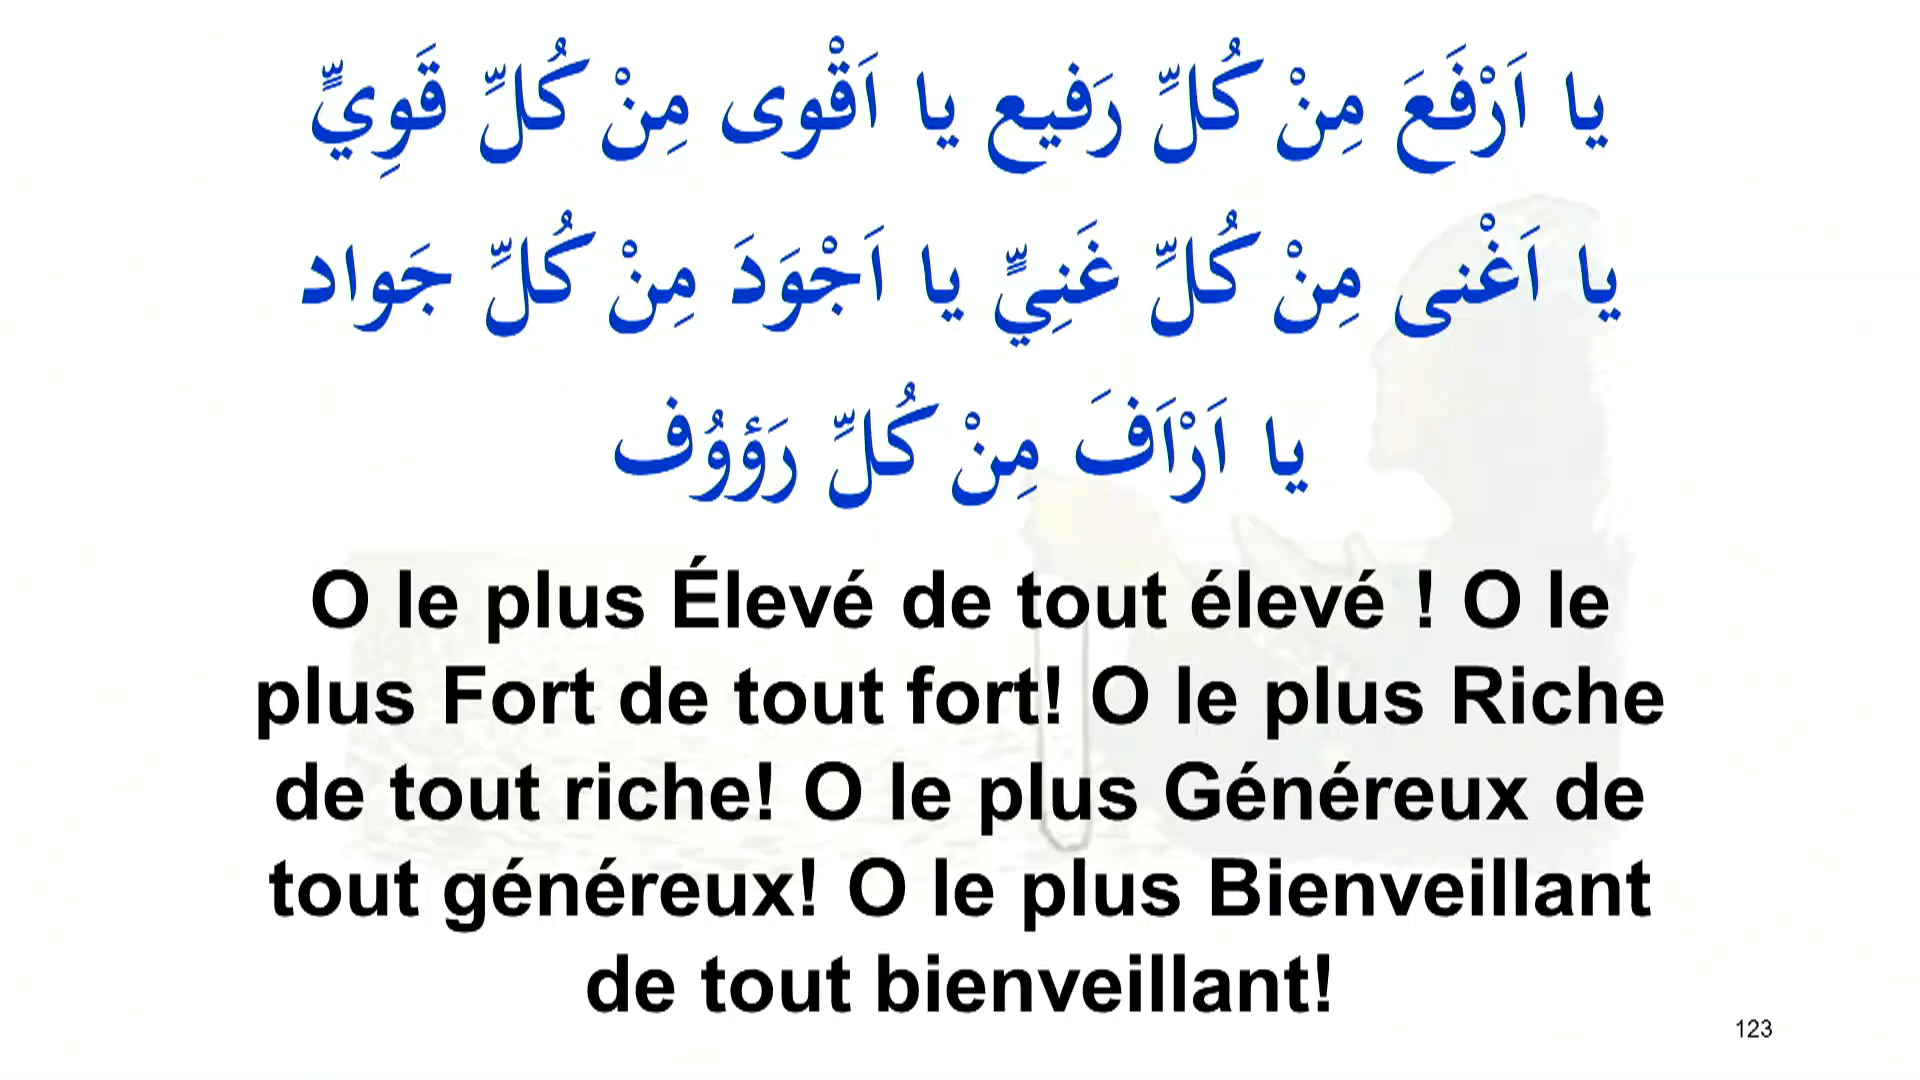 يا اَرْفَعَ مِنْ كُلِّ رَفيع يا اَقْوى مِنْ كُلِّ قَوِيٍّ
يا اَغْنى مِنْ كُلِّ غَنِيٍّ يا اَجْوَدَ مِنْ كُلِّ جَواد
يا اَرْاَفَ مِنْ كُلِّ رَؤوُف
O le plus Élevé de tout élevé ! O le
plus Fort de tout fort! O le plus Riche
de tout riche! O le plus Généreux de
tout généreux! O le plus Bienveillant
de tout bienveillant!
123